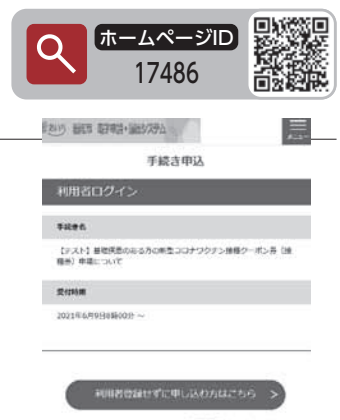 ホームページID
17486
手続き申込
利用者ログイン
手続き名
【テスト】基礎疾患のある方の新型コロナワクチン接種クーポン券（接
種券）申請について
受付時期
2021年6月9日8時00分 ～
利用者登録せずに申し込む方はこちら >